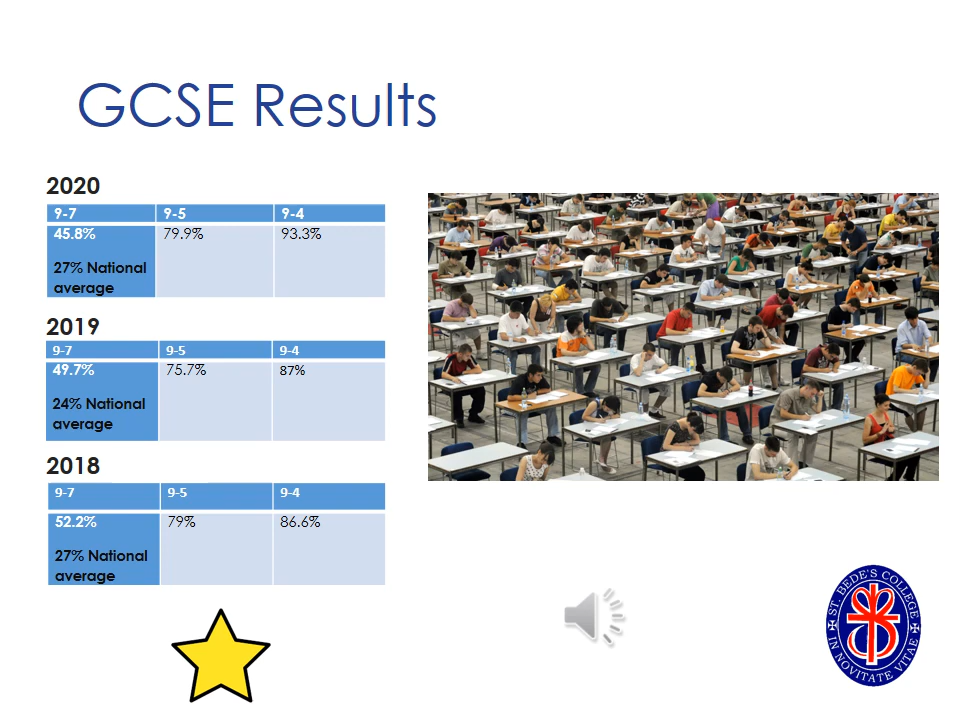 GCSE Results
2020
9-7 9-5 9-4
45.8% 79.9% 93.3%
27% National
average
2019
9-7 9-5 9-4
49.7% 75.7% 87%
24% National
average
2018
9-7 9-5 9-4
52.2% 79% 86.6%
27% National
average
ST. BEDE'S COLLEGE
IN NOVITATE VITAE